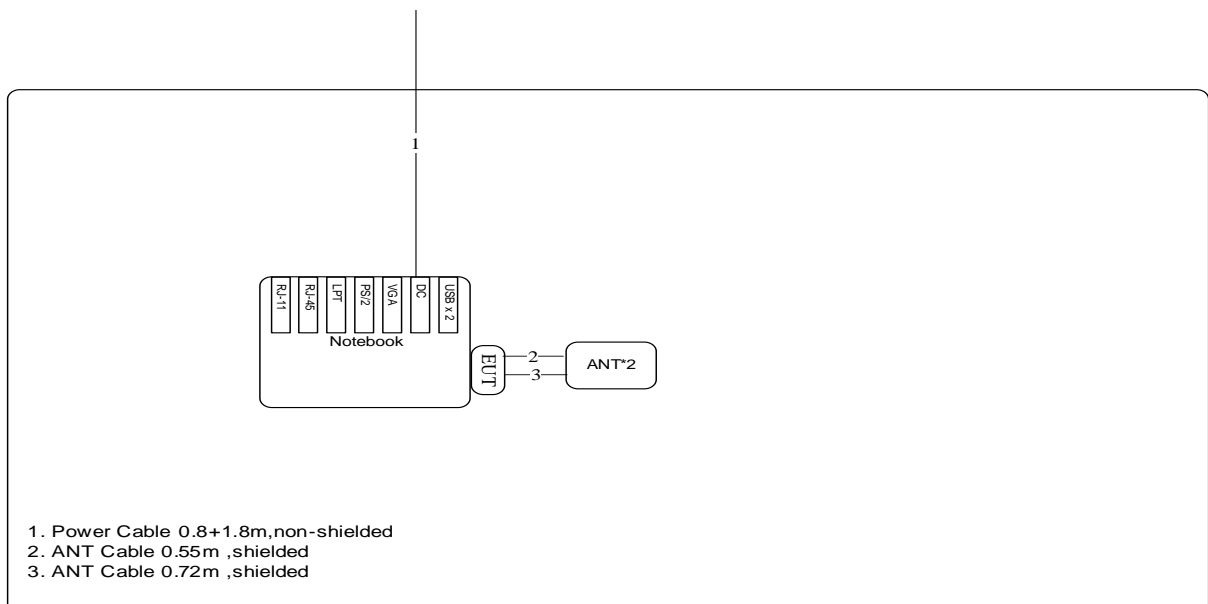 1
RJ-11
RJ-45
LPT
PS/2
VGA
DC
USB x 2
Notebook
EUT
2
3
ANT*2
1. Power Cable 0.8+1.8m,non-shielded
2. ANT Cable 0.55m ,shielded
3. ANT Cable 0.72m ,shielded